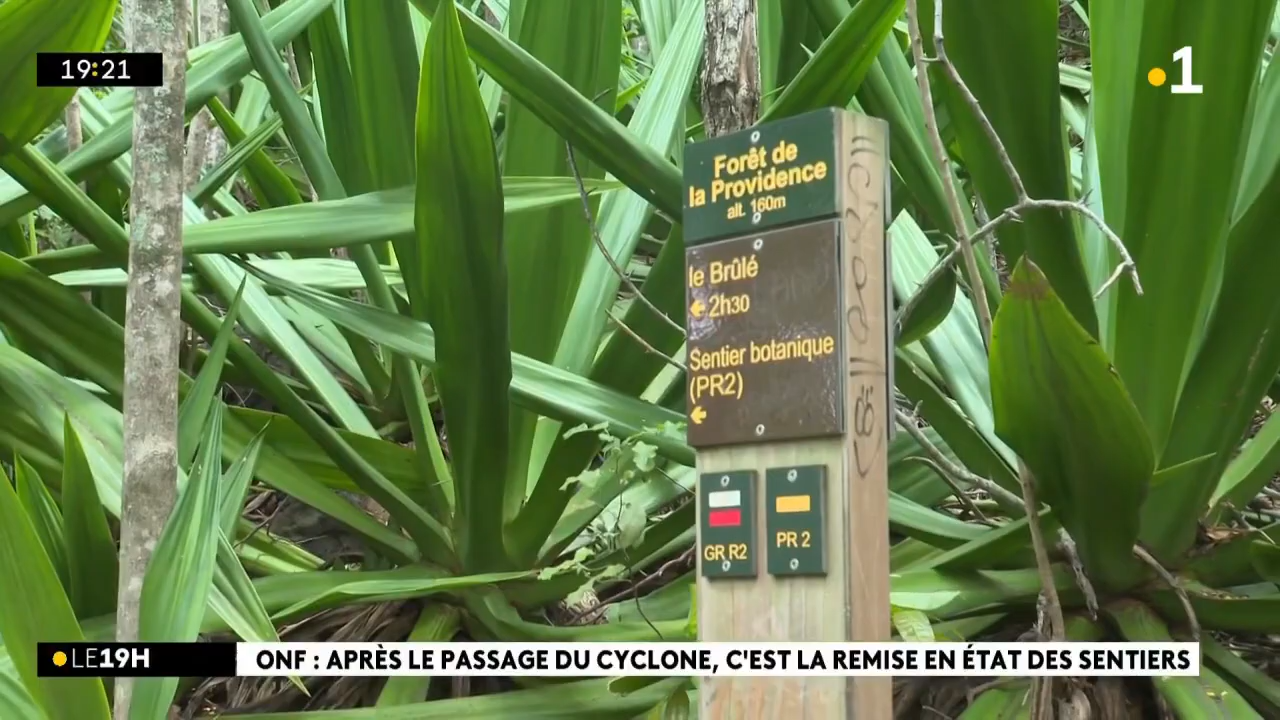 19:21
1
Forêt de
la Providence
alt. 160m
le Brûlé
2h30
Sentier botanique
(PR2)
GR R2
PR 2
LE19H
ONF : APRÈS LE PASSAGE DU CYCLONE, C'EST LA REMISE EN ÉTAT DES SENTIERS